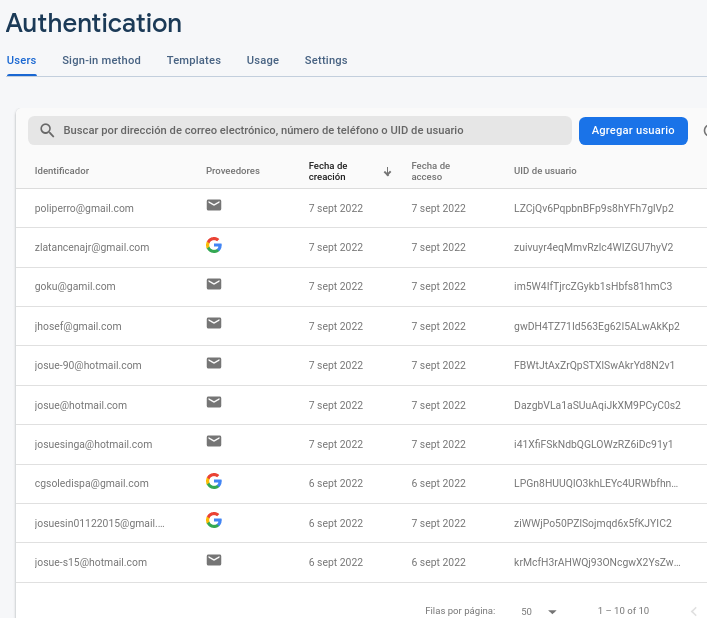 Authentication
Users Sign-in method Templates Usage Settings
Buscar por dirección de correo electrónico, número de teléfono o UID de usuario Agregar usuario
Identificador Proveedores Fecha de creación Fecha de acceso UID de usuario
poliperro@gmail.com 7 sept 2022 7 sept 2022 LZCjQv6PqpbnBFp9s8hYFh7glVp2
zlatancenajr@gmail.com 7 sept 2022 7 sept 2022 zuivuyr4eqMmvRzlc4WIZGU7hyV2
goku@gamil.com 7 sept 2022 7 sept 2022 im5W4IfTjrcZGykb1sHbfs81hmC3
jhosef@gmail.com 7 sept 2022 7 sept 2022 gwDH4TZ71Id563Eg62I5ALwAkKp2
josue-90@hotmail.com 7 sept 2022 7 sept 2022 FBWtJtAxZrQpSTXISwAkrYd8N2v1
josue@hotmail.com 7 sept 2022 7 sept 2022 DazgbVLa1aSUuAqiJkXM9PCyC0s2
josuesinga@hotmail.com 7 sept 2022 7 sept 2022 i41XfiFSkNdbQGLOWzRZ6iDc91y1
cgsoledispa@gmail.com 6 sept 2022 6 sept 2022 LPGn8HUUQIO3khLEYc4URWbfhn...
josuesin01122015@gmail.... 6 sept 2022 7 sept 2022 ziWWjPo50PZISojmqd6x5fKJYIC2
josue-s15@hotmail.com 6 sept 2022 6 sept 2022 krMcfH3rAHWQj93ONcgwX2YsZw...
Filas por página: 50 1 – 10 of 10